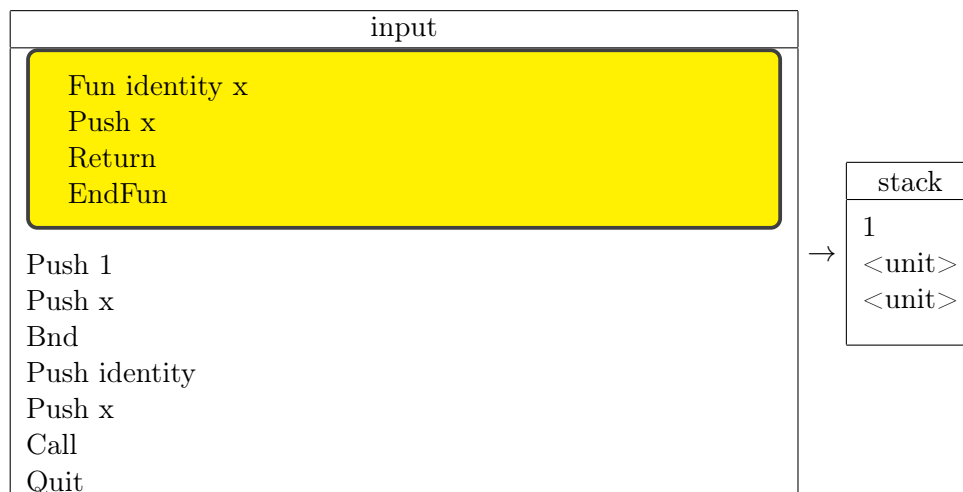 input
Fun identity x
Push x
Return
EndFun
Push 1
Push x
Bnd
Push identity
Push x
Call
Quit
→
stack
1
<unit>
<unit>